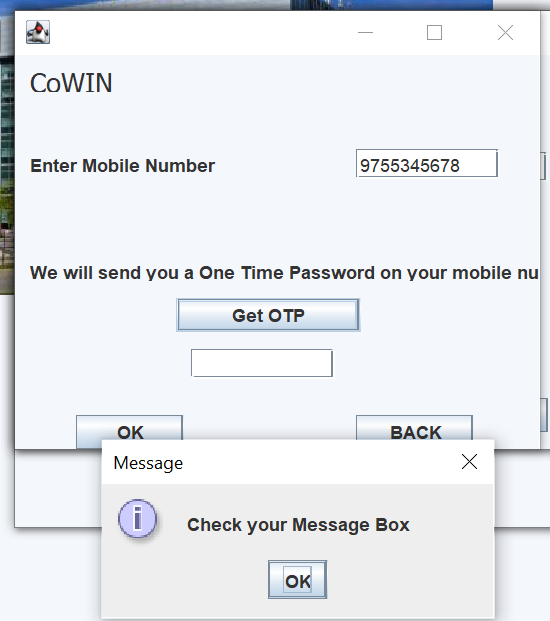 CoWIN
Enter Mobile Number 9755345678
We will send you a One Time Password on your mobile nu
Get OTP
OK BACK
Message
Check your Message Box
OK